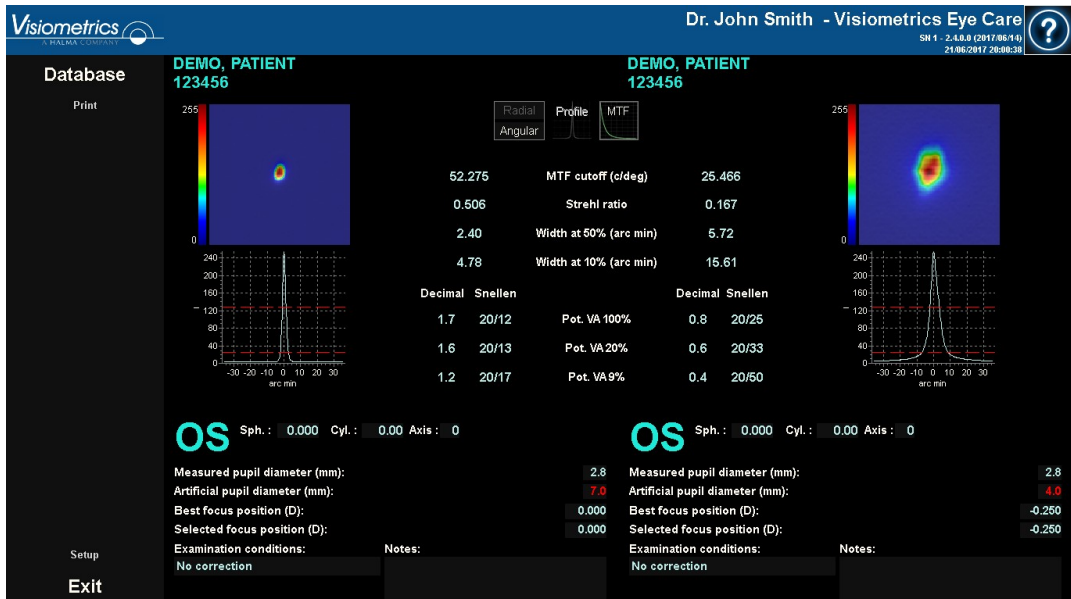 Visiometrics
A HALMA COMPANY
Dr. John Smith - Visiometrics Eye Care
SN 1 - 2.4.0.0 (2017/06/14)
21/06/2017 20:00:38
?
Database
Print
Setup
Exit
DEMO, PATIENT
123456
DEMO, PATIENT
123456
255
0
Radial
Angular
Profile
MTF
255
0
52.275 MTF cutoff (c/deg) 25.466
0.506 Strehl ratio 0.167
2.40 Width at 50% (arc min) 5.72
4.78 Width at 10% (arc min) 15.61
Decimal Snellen Decimal Snellen
1.7 20/12 Pot. VA 100% 0.8 20/25
1.6 20/13 Pot. VA 20% 0.6 20/33
1.2 20/17 Pot. VA 9% 0.4 20/50
240
200
160
120
80
40
0
-30 -20 -10 0 10 20 30
arc min
240
200
160
120
80
40
0
-30 -20 -10 0 10 20 30
arc min
OS Sph.: 0.000 Cyl.: 0.00 Axis: 0
Measured pupil diameter (mm): 2.8
Artificial pupil diameter (mm): 7.0
Best focus position (D): 0.000
Selected focus position (D): 0.000
Examination conditions: Notes:
No correction
OS Sph.: 0.000 Cyl.: 0.00 Axis: 0
Measured pupil diameter (mm): 2.8
Artificial pupil diameter (mm): 4.0
Best focus position (D): -0.250
Selected focus position (D): -0.250
Examination conditions: Notes:
No correction